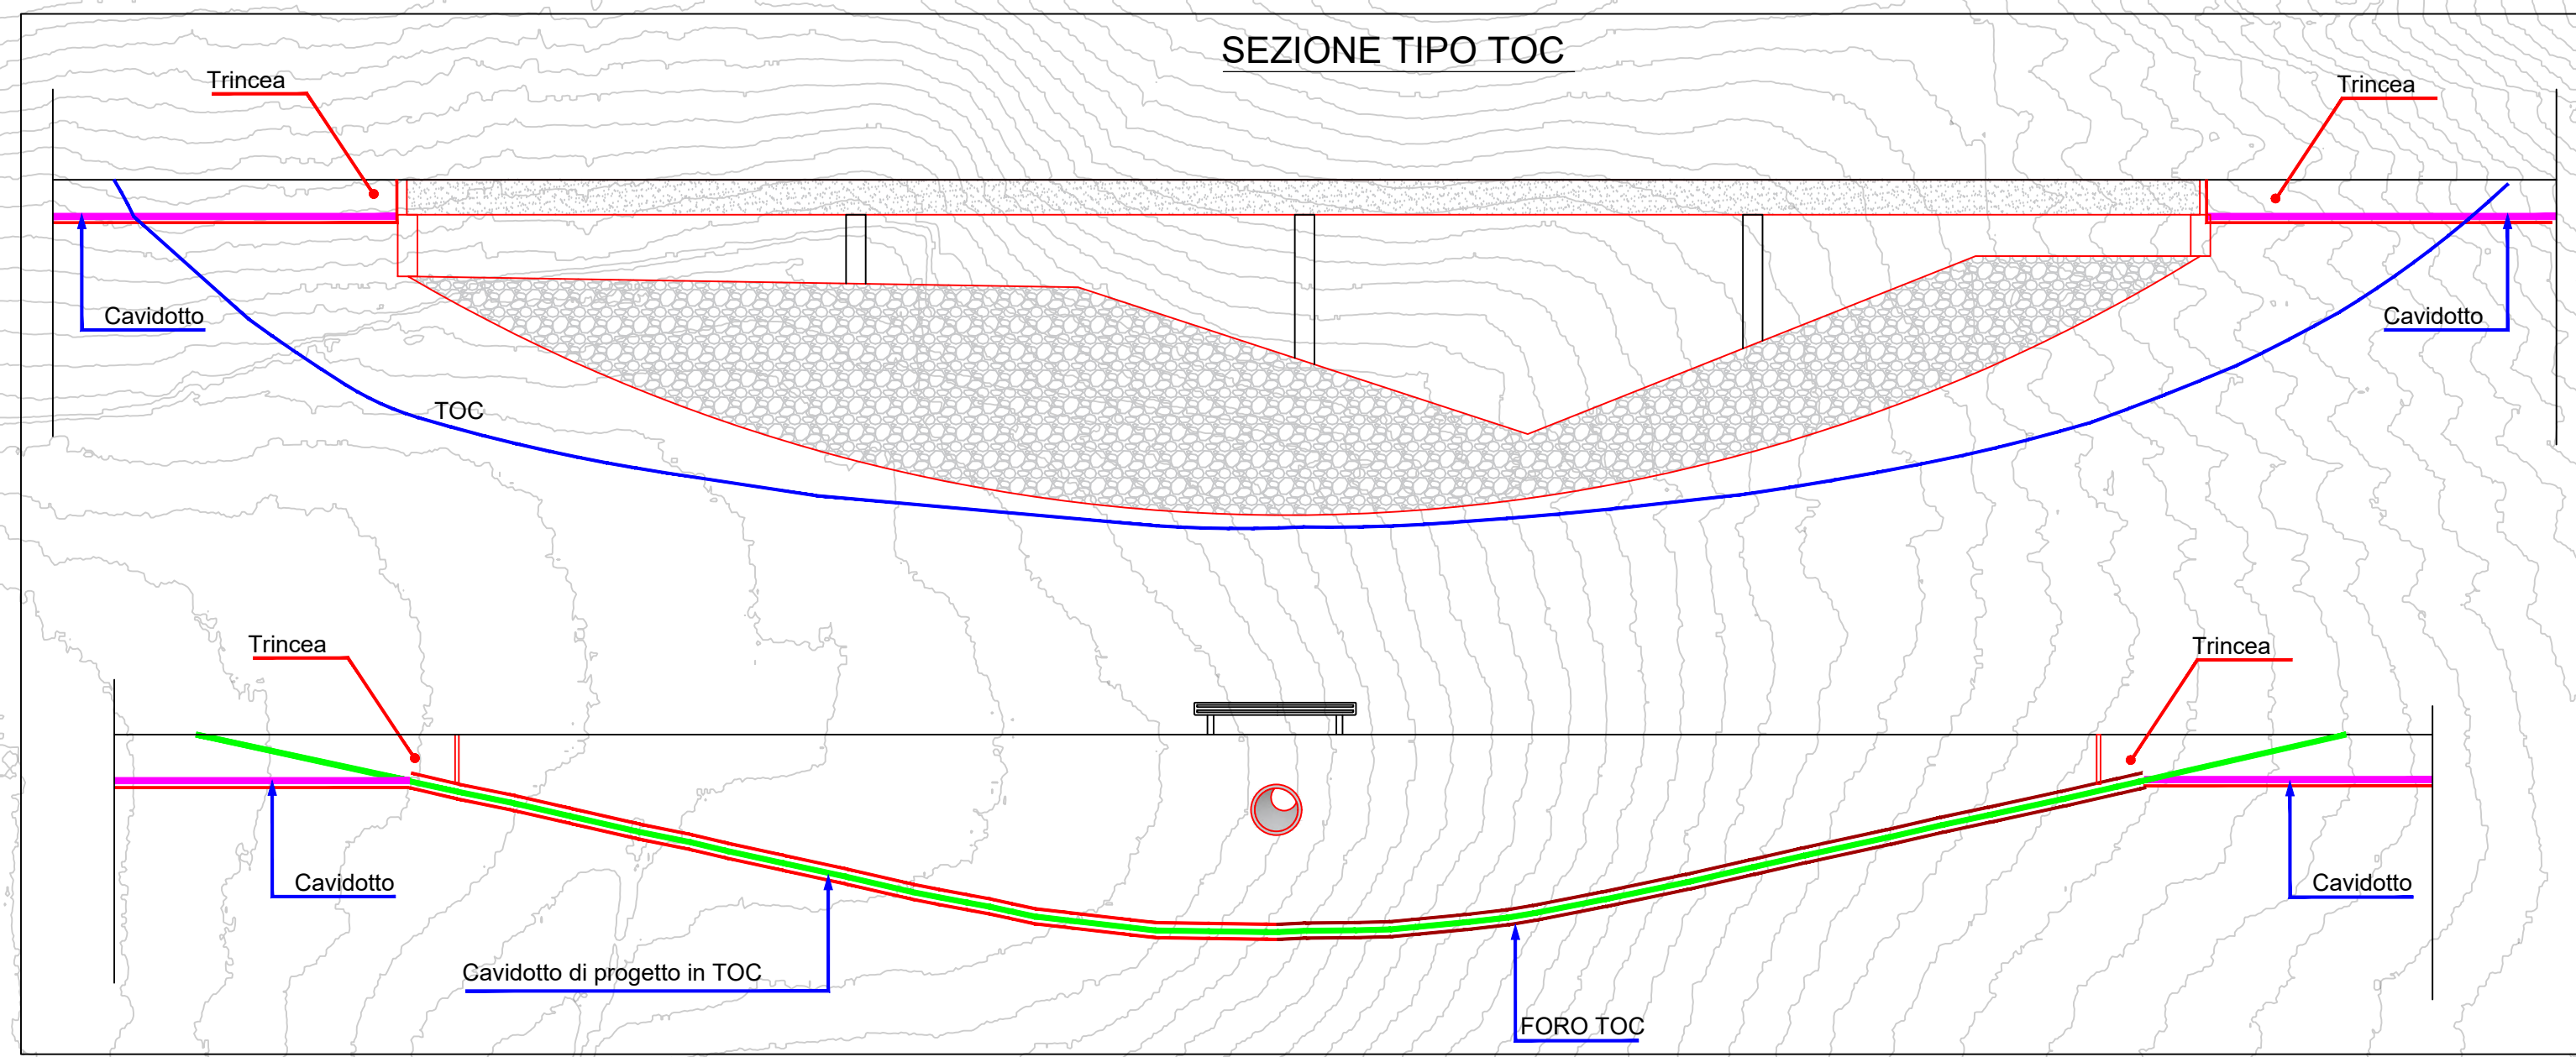 SEZIONE TIPO TOC
Trincea
Trincea
Cavidotto
Cavidotto
TOC
Trincea
Trincea
Cavidotto
Cavidotto
Cavidotto di progetto in TOC
FORO TOC